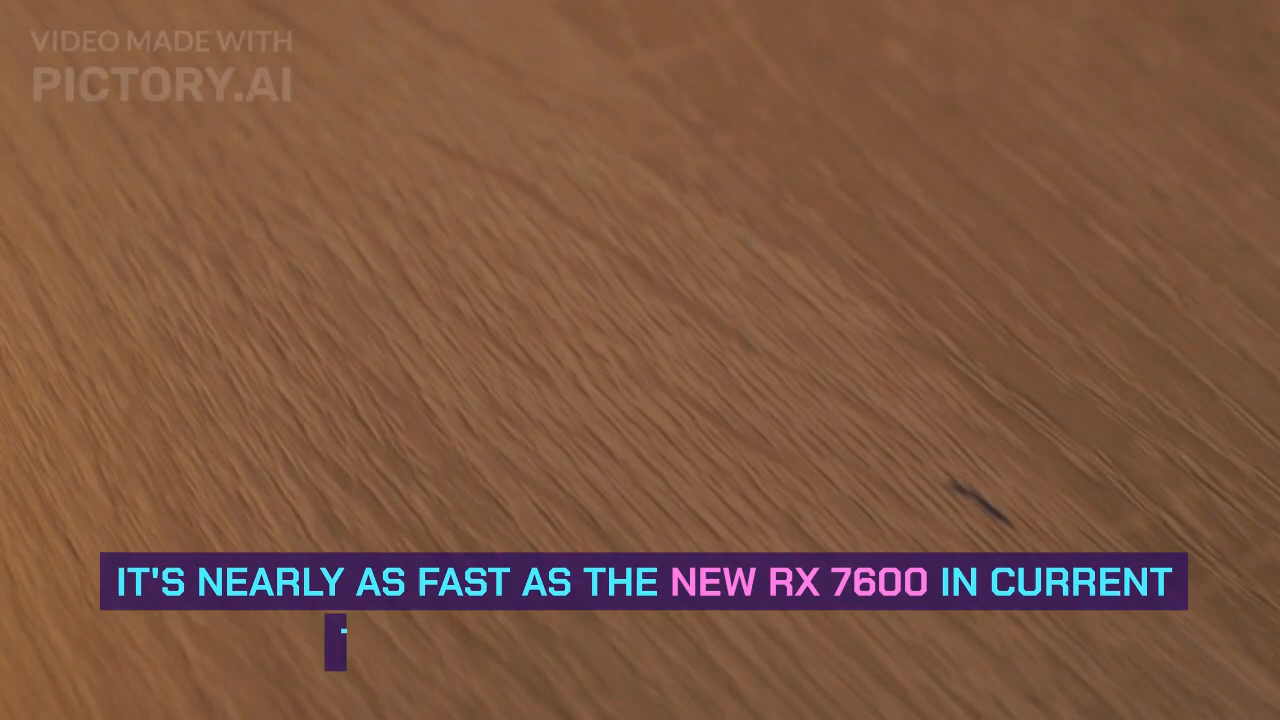 VIDEO MADE WITH
PICTORY.AI
IT'S NEARLY AS FAST AS THE NEW RX 7600 IN CURRENT